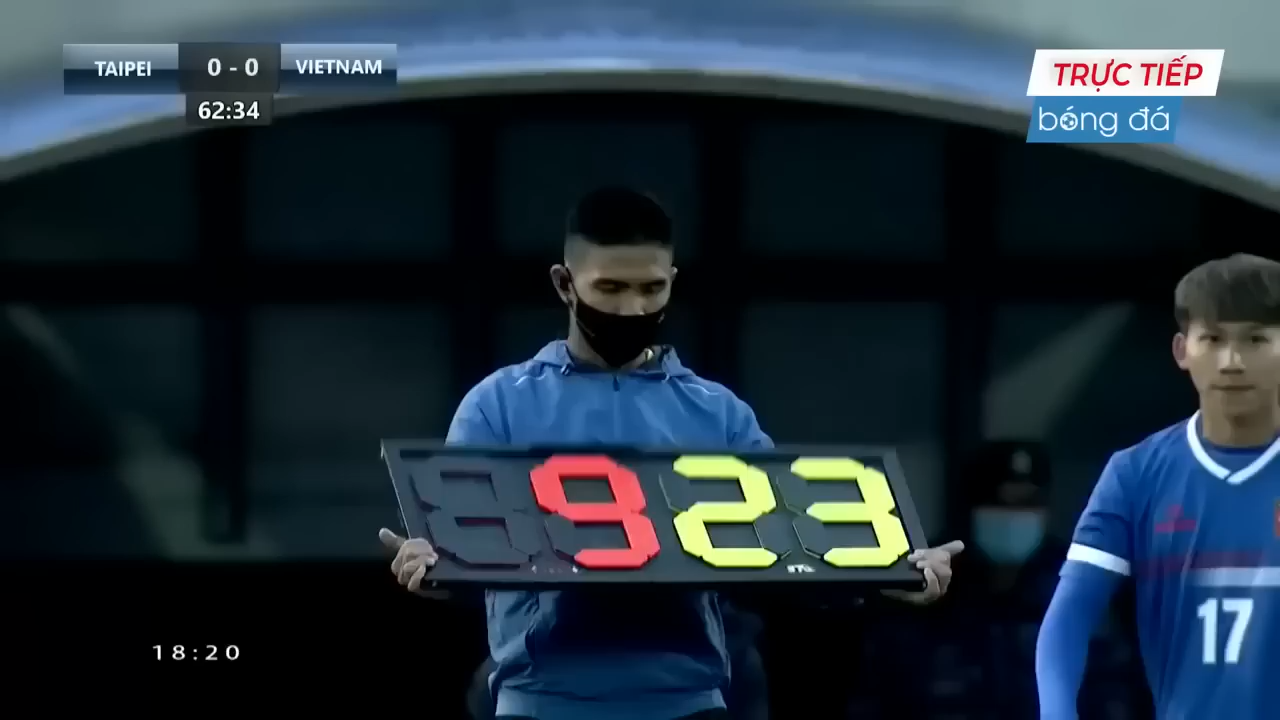 TAIPEI 0 - 0 VIETNAM
62:34
TRỰC TIẾP
bóng đá
9 23
17
18:20